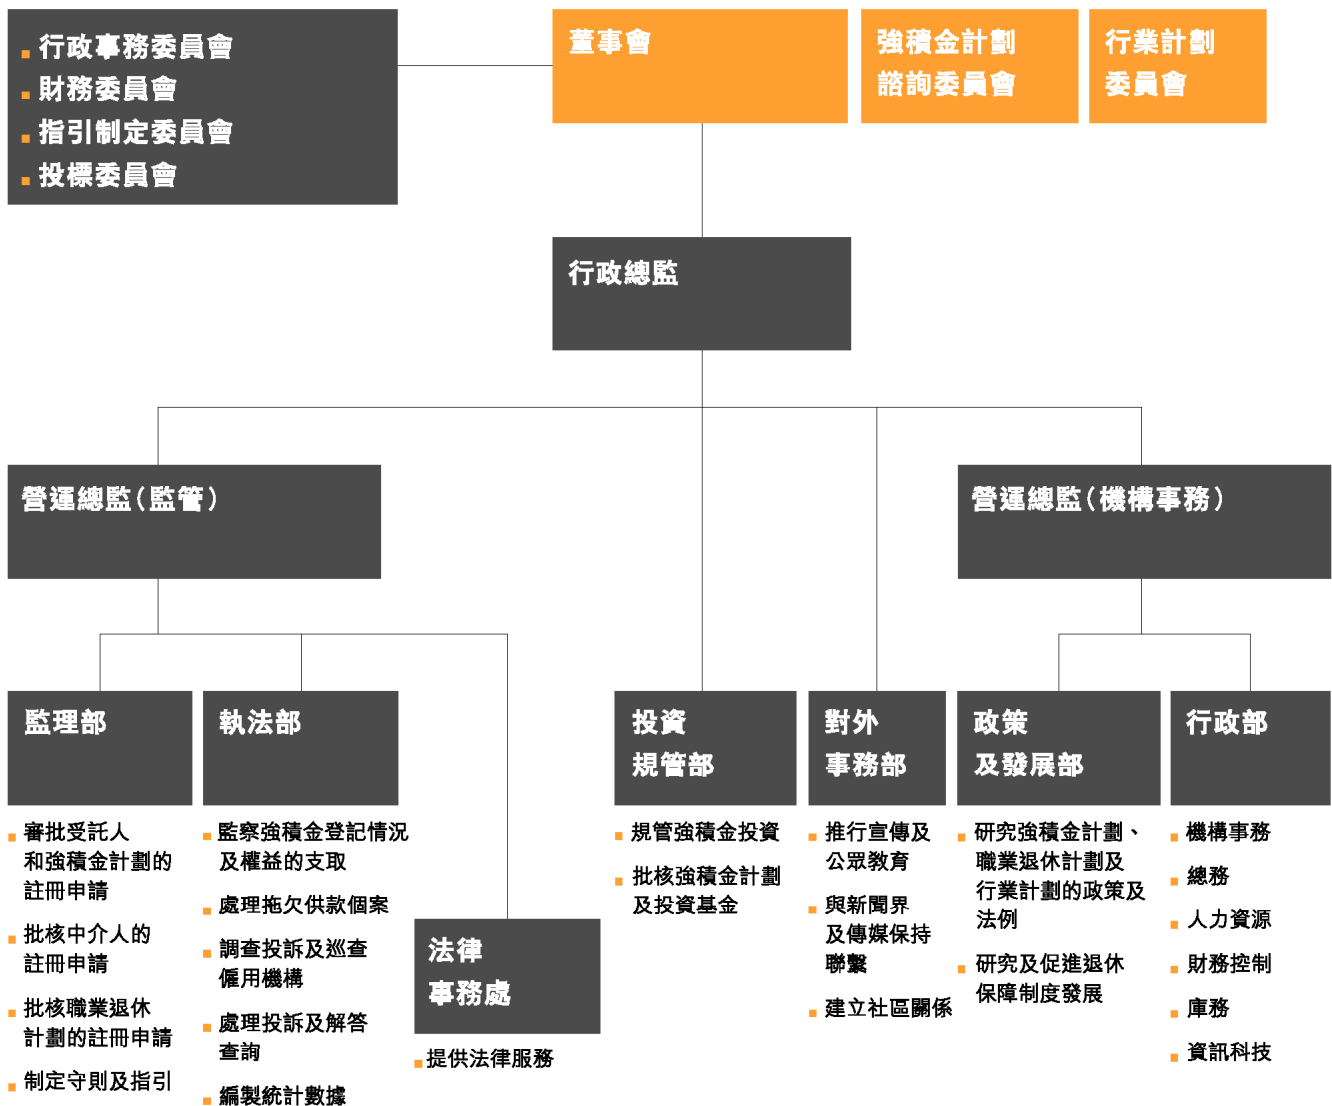 行政事務委員會
財務委員會
指引制定委員會
投標委員會
董事會
強積金計劃
諮詢委員會
行業計劃
委員會
行政總監
營運總監（監管）
營運總監（機構事務）
監理部
審批受託人
和強積金計劃的
註冊申請
批核中介人的
註冊申請
批核職業退休
計劃的註冊申請
制定守則及指引
執法部
監察強積金登記情況
及權益的支取
處理拖欠供款個案
調查投訴及巡查
僱用機構
處理投訴及解答
查詢
編製統計數據
法律
事務處
提供法律服務
投資
規管部
規管強積金投資
批核強積金計劃
及投資基金
對外
事務部
推行宣傳及
公眾教育
與新聞界
及傳媒保持
聯繫
建立社區關係
政策
及發展部
研究強積金計劃、
職業退休計劃及
行業計劃的政策及
法例
研究及促進退休
保障制度發展
行政部
機構事務
總務
人力資源
財務控制
庫務
資訊科技